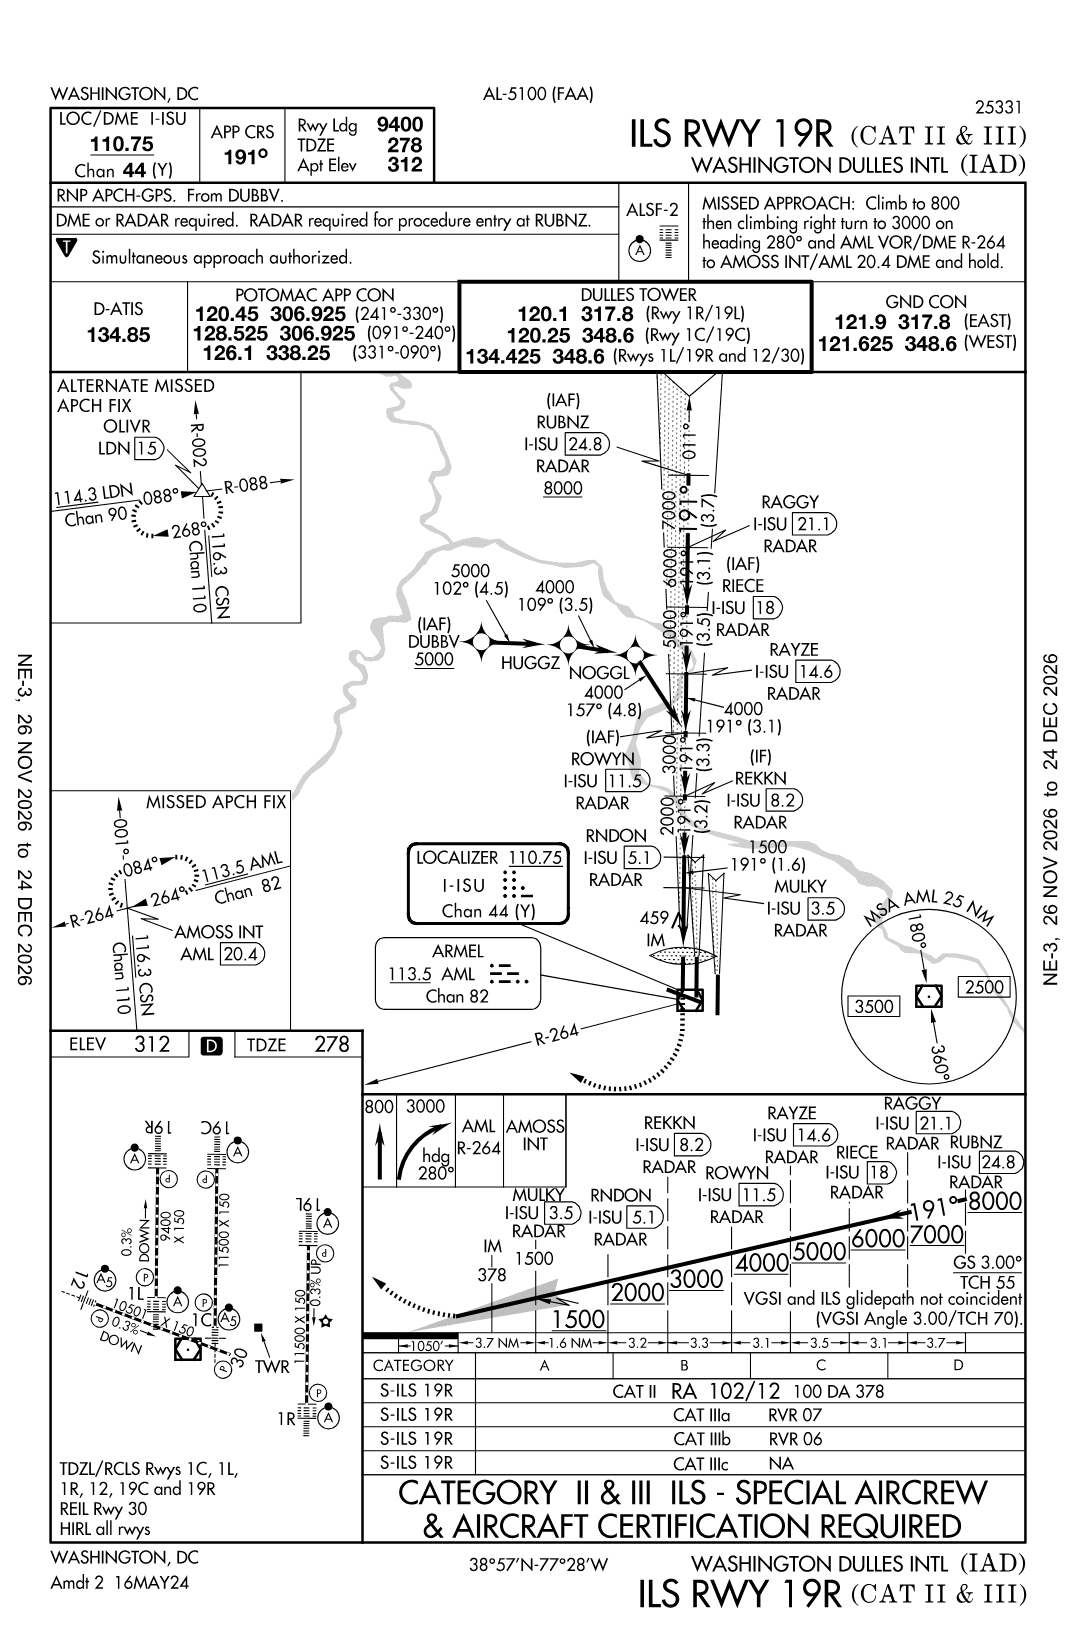 WASHINGTON, DC
AL-5100 (FAA)
25331
LOC/DME I-ISU
110.75
Chan 44 (Y)
APP CRS
191°
Rwy Ldg 9400
TDZE 278
Apt Elev 312
ILS RWY 19R (CAT II & III)
WASHINGTON DULLES INTL (IAD)
RNP APCH-GPS. From DUBBV.
DME or RADAR required. RADAR required for procedure entry at RUBNZ.
T
Simultaneous approach authorized.
ALSF-2
A
MISSED APPROACH: Climb to 800
then climbing right turn to 3000 on
heading 280° and AML VOR/DME R-264
to AMOSS INT/AML 20.4 DME and hold.
D-ATIS
134.85
POTOMAC APP CON
120.45 306.925 (241°-330°)
128.525 306.925 (091°-240°)
126.1 338.25 (331°-090°)
DULLES TOWER
120.1 317.8 (Rwy 1R/19L)
120.25 348.6 (Rwy 1C/19C)
134.425 348.6 (Rwys 1L/19R and 12/30)
GND CON
121.9 317.8 (EAST)
121.625 348.6 (WEST)
ALTERNATE MISSED
APCH FIX
OLIVR
LDN 15
R-002
R-088
114.3 LDN
Chan 90
088°
268°
116.3 CSN
Chan 110
(IAF)
RUBNZ
I-ISU 24.8
RADAR
8000
011°
7000
191°
(3.7)
RAGGY
I-ISU 21.1
RADAR
6000
191°
(3.1)
(IAF)
RIECE
I-ISU 18
RADAR
5000
191°
(3.5)
RAYZE
I-ISU 14.6
RADAR
4000
191° (3.1)
5000
102° (4.5)
4000
109° (3.5)
(IAF)
DUBBV
5000
HUGGZ
NOGGL
4000
157° (4.8)
(IAF)
ROWYN
I-ISU 11.5
RADAR
3000
191°
(3.3)
(IF)
REKKN
I-ISU 8.2
RADAR
2000
191°
(3.2)
RNDON
I-ISU 5.1
RADAR
1500
191° (1.6)
MULKY
I-ISU 3.5
RADAR
459
IM
LOCALIZER 110.75
I-ISU
Chan 44 (Y)
ARMEL
113.5 AML
Chan 82
R-264
MSA AML 25 NM
180°
3500
2500
360°
MISSED APCH FIX
001°
084°
264°
113.5 AML
Chan 82
R-264
AMOSS INT
AML 20.4
116.3 CSN
Chan 110
NE-3, 26 NOV 2026 to 24 DEC 2026
NE-3, 26 NOV 2026 to 24 DEC 2026
ELEV 312
D
TDZE 278
19R
19C
A
A
P
P
0.3%
DOWN
9400
X 150
11500 X 150
19L
A
P
0.3% UP
11500 X 150
12
A5
P
1L
A
P
10501 X 150
P
0.3%
DOWN
1C
A5
P
30
TWR
P
1R
A
TDZL/RCLS Rwys 1C, 1L,
1R, 12, 19C and 19R
REIL Rwy 30
HIRL all rwys
800
3000
hdg
280°
AML
R-264
AMOSS
INT
IM
378
MULKY
I-ISU 3.5
RADAR
1500
RNDON
I-ISU 5.1
RADAR
REKKN
I-ISU 8.2
RADAR
ROWYN
I-ISU 11.5
RADAR
RAYZE
I-ISU 14.6
RADAR
RIECE
I-ISU 18
RADAR
RAGGY
I-ISU 21.1
RADAR
RUBNZ
I-ISU 24.8
RADAR
191°
8000
7000
6000
5000
4000
3000
2000
1500
GS 3.00°
TCH 55
VGSI and ILS glidepath not coincident
(VGSI Angle 3.00/TCH 70).
1050'
3.7 NM
1.6 NM
3.2
3.3
3.1
3.5
3.1
3.7
CATEGORY A B C D
S-ILS 19R CAT II RA 102/12 100 DA 378
S-ILS 19R CAT IIIa RVR 07
S-ILS 19R CAT IIIb RVR 06
S-ILS 19R CAT IIIc NA
CATEGORY II & III ILS - SPECIAL AIRCREW
& AIRCRAFT CERTIFICATION REQUIRED
WASHINGTON, DC
Amdt 2 16MAY24
38°57'N-77°28'W
WASHINGTON DULLES INTL (IAD)
ILS RWY 19R (CAT II & III)